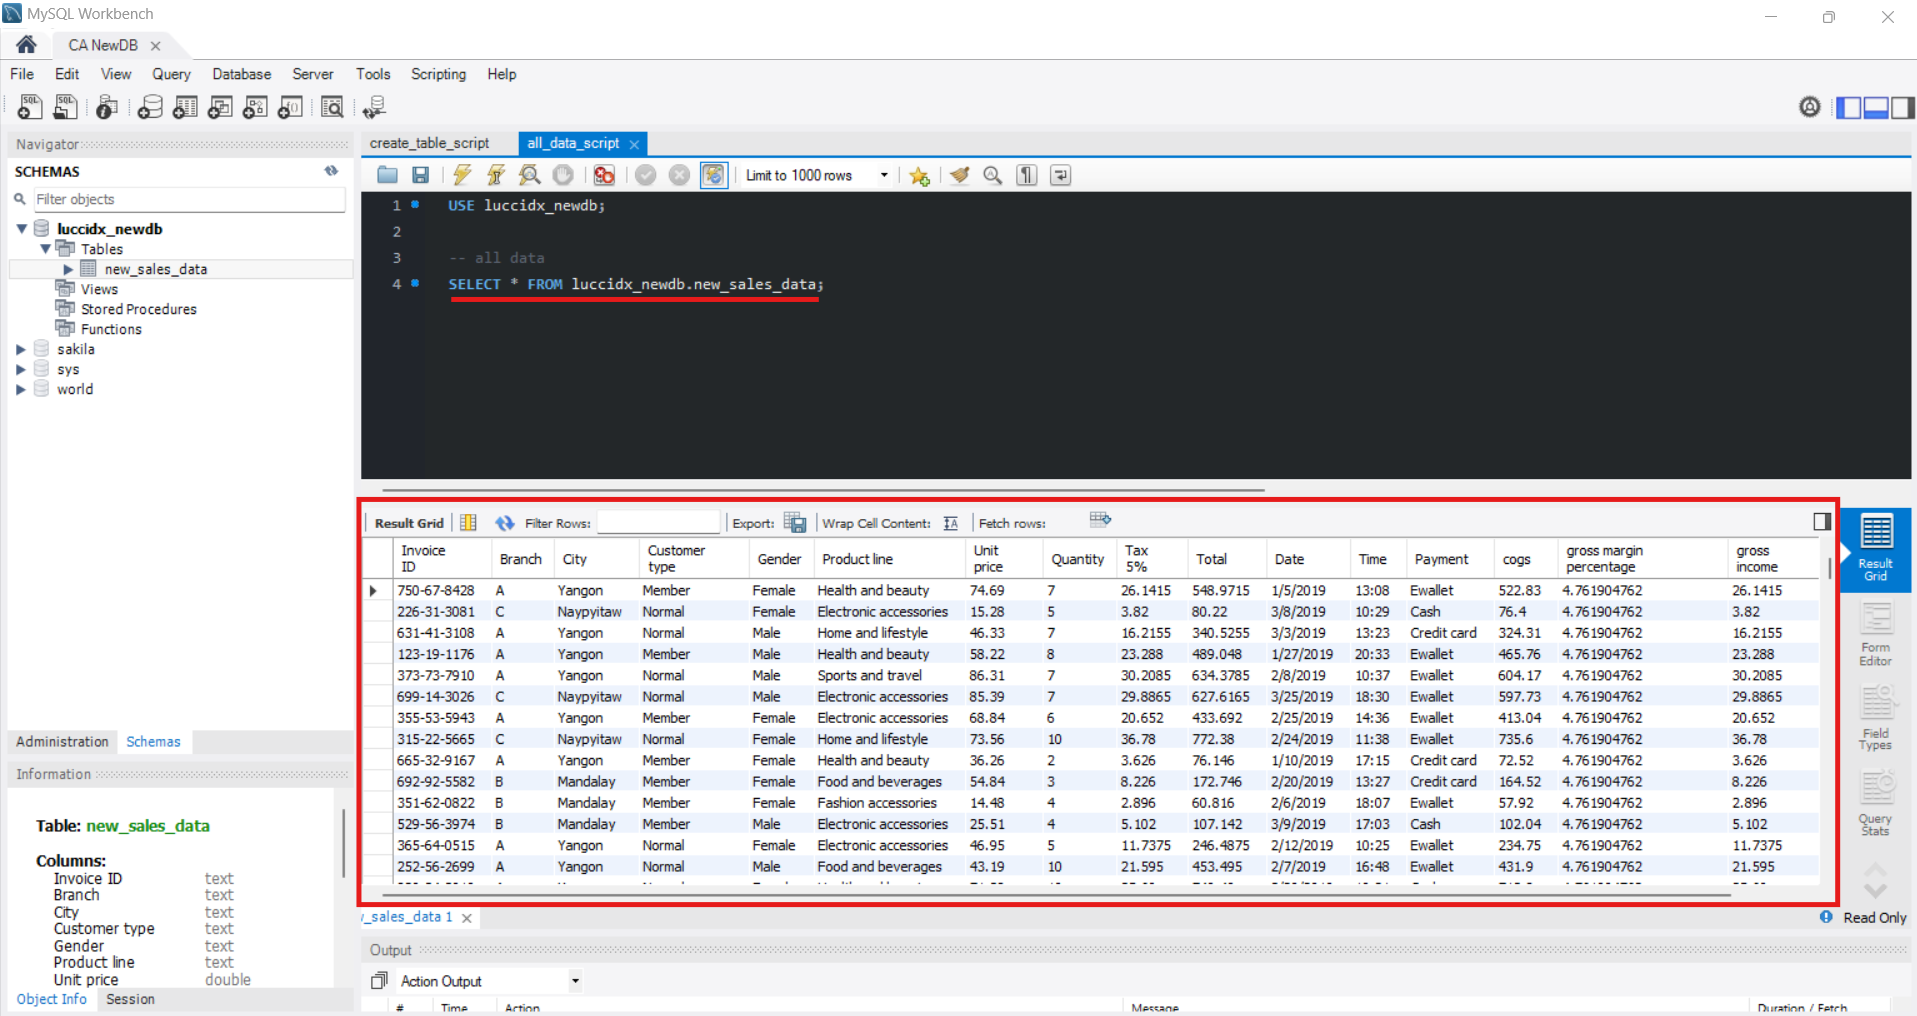 MySQL Workbench
CA NewDB
File Edit View Query Database Server Tools Scripting Help
Navigator
SCHEMAS
Filter objects
luccidx_newdb
Tables
new_sales_data
Views
Stored Procedures
Functions
sakila
sys
world
Administration Schemas
Information
Table: new_sales_data
Columns:
Invoice ID text
Branch text
City text
Customer type text
Gender text
Product line text
Unit price double
Object Info Session
create_table_script all_data_script
Limit to 1000 rows
1 USE luccidx_newdb;
2
3 -- all data
4 SELECT * FROM luccidx_newdb.new_sales_data;
Result Grid Filter Rows: Export: Wrap Cell Content: Fetch rows:
Invoice ID Branch City Customer type Gender Product line Unit price Quantity Tax 5% Total Date Time Payment cogs gross margin percentage gross income
750-67-8428 A Yangon Member Female Health and beauty 74.69 7 26.1415 548.9715 1/5/2019 13:08 Ewallet 522.83 4.761904762 26.1415
226-31-3081 C Naypyitaw Normal Female Electronic accessories 15.28 5 3.82 80.22 3/8/2019 10:29 Cash 76.4 4.761904762 3.82
631-41-3108 A Yangon Normal Male Home and lifestyle 46.33 7 16.2155 340.5255 3/3/2019 13:23 Credit card 324.31 4.761904762 16.2155
123-19-1176 A Yangon Member Male Health and beauty 58.22 8 23.288 489.048 1/27/2019 20:33 Ewallet 465.76 4.761904762 23.288
373-73-7910 A Yangon Normal Male Sports and travel 86.31 7 30.2085 634.3785 2/8/2019 10:37 Ewallet 604.17 4.761904762 30.2085
699-14-3026 C Naypyitaw Normal Male Electronic accessories 85.39 7 29.8865 627.6165 3/25/2019 18:30 Ewallet 597.73 4.761904762 29.8865
355-53-5943 A Yangon Member Female Electronic accessories 68.84 6 20.652 433.692 2/25/2019 14:36 Ewallet 413.04 4.761904762 20.652
315-22-5665 C Naypyitaw Normal Female Home and lifestyle 73.56 10 36.78 772.38 2/24/2019 11:38 Ewallet 735.6 4.761904762 36.78
665-32-9167 A Yangon Member Female Health and beauty 36.26 2 3.626 76.146 1/10/2019 17:15 Credit card 72.52 4.761904762 3.626
692-92-5582 B Mandalay Member Female Food and beverages 54.84 3 8.226 172.746 2/20/2019 13:27 Credit card 164.52 4.761904762 8.226
351-62-0822 B Mandalay Member Female Fashion accessories 14.48 4 2.896 60.816 2/6/2019 18:07 Ewallet 57.92 4.761904762 2.896
529-56-3974 B Mandalay Member Male Electronic accessories 25.51 4 5.102 107.142 3/9/2019 17:03 Cash 102.04 4.761904762 5.102
365-64-0515 A Yangon Normal Female Electronic accessories 46.95 5 11.7375 246.4875 2/12/2019 10:25 Ewallet 234.75 4.761904762 11.7375
252-56-2699 A Yangon Normal Male Food and beverages 43.19 10 21.595 453.495 2/7/2019 16:48 Ewallet 431.9 4.761904762 21.595
Result Grid
Form Editor
Field Types
Query Stats
_sales_data 1
Read Only
Output
Action Output
# Time Action Message Duration / Fetch